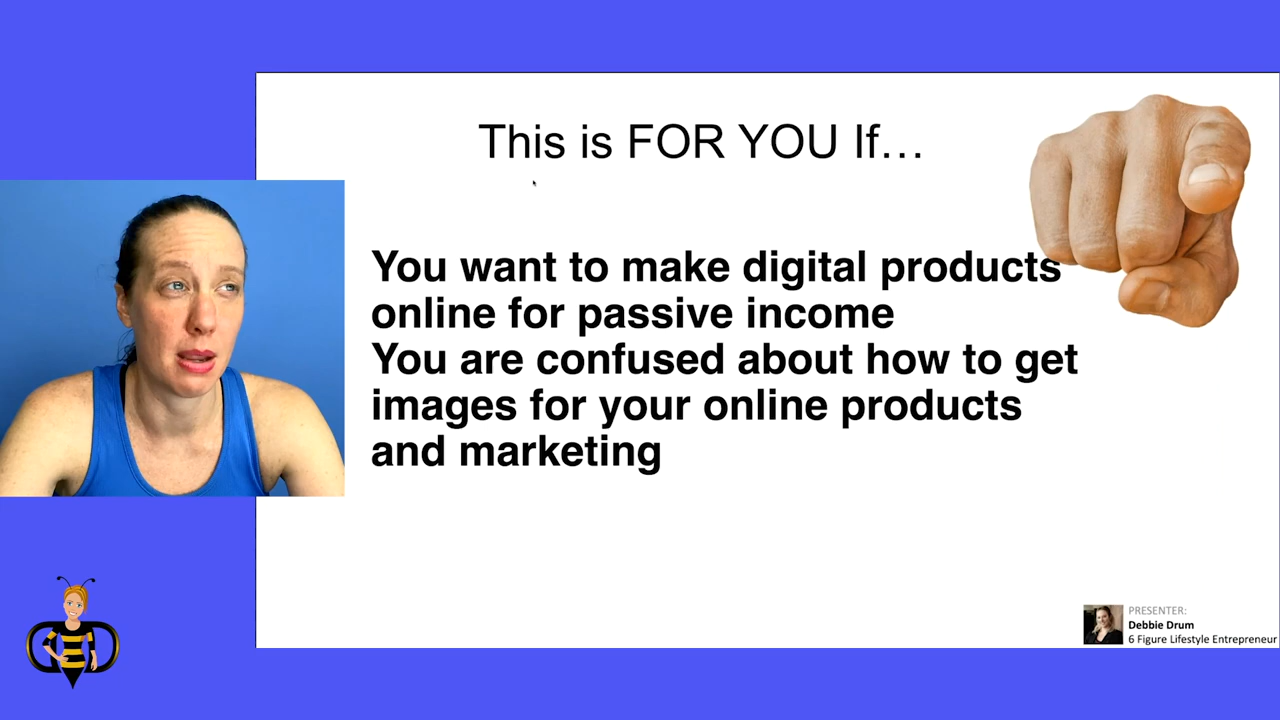 This is FOR YOU If…
You want to make digital products
online for passive income
You are confused about how to get
images for your online products
and marketing
PRESENTER:
Debbie Drum
6 Figure Lifestyle Entrepreneur